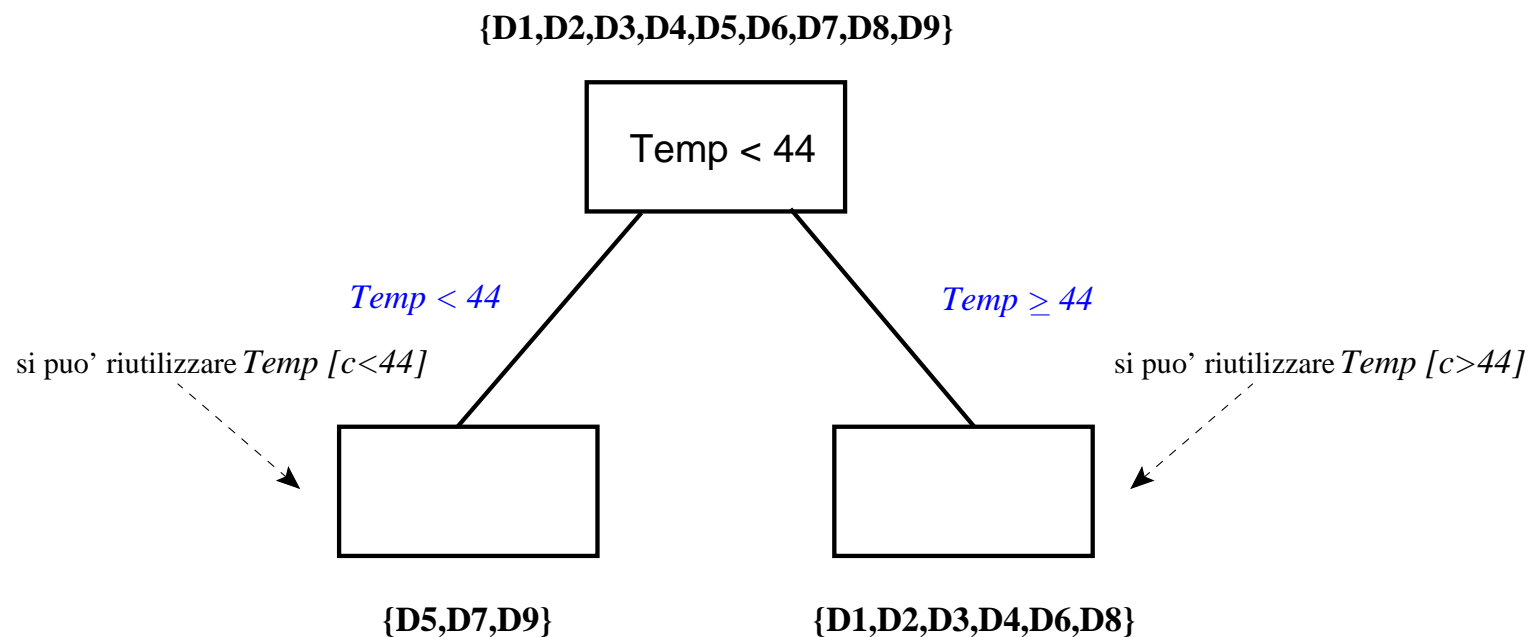 {D1,D2,D3,D4,D5,D6,D7,D8,D9}
Temp < 44
Temp < 44
Temp ≥ 44
si puo’ riutilizzare Temp [c<44]
si puo’ riutilizzare Temp [c>44]
{D5,D7,D9}
{D1,D2,D3,D4,D6,D8}